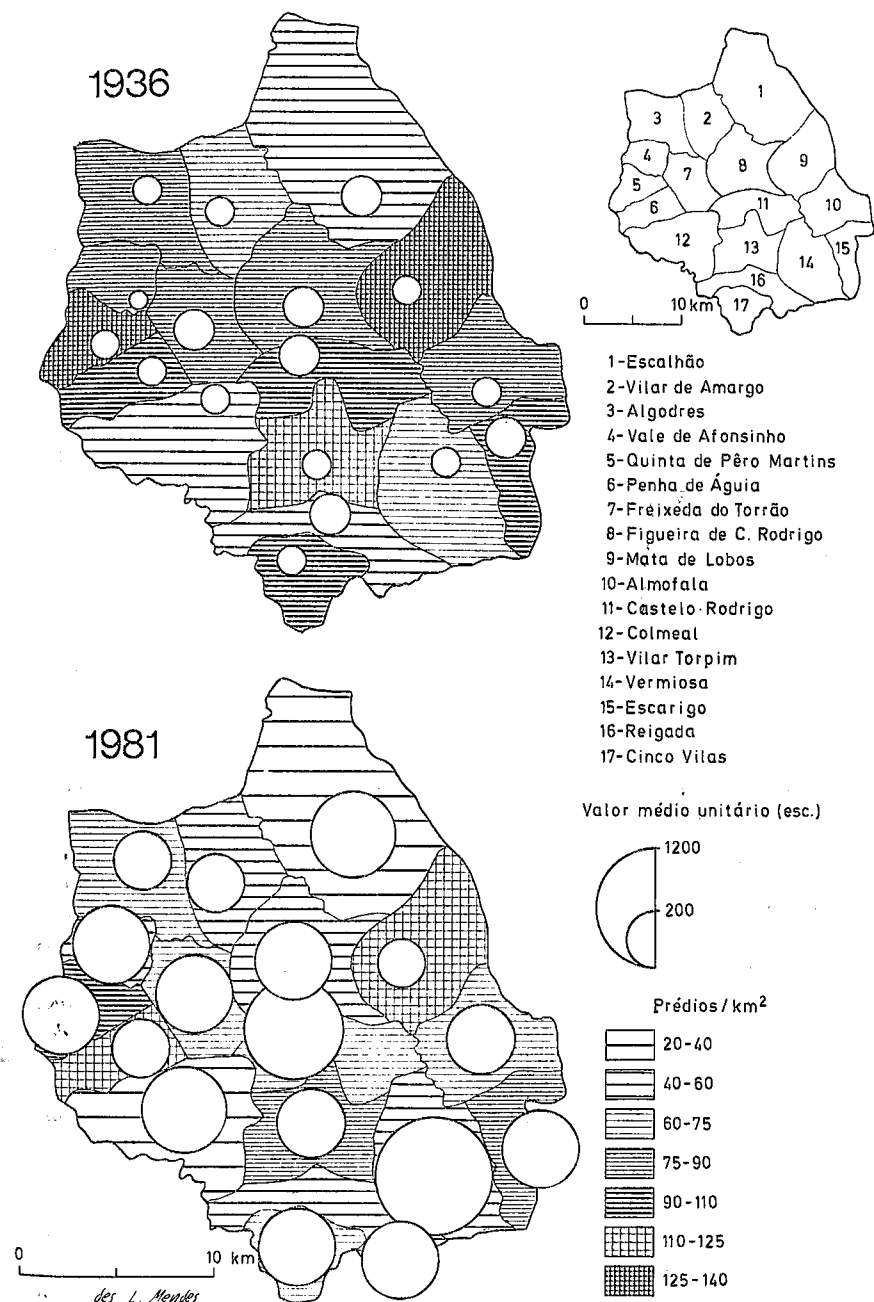 1936
1
2
3
4
5
6
7
8
9
10
11
12
13
14
15
16
17
0 10 km
1-Escalhão
2-Vilar de Amargo
3-Algodres
4-Vale de Afonsinho
5-Quinta de Pêro Martins
6-Penha de Águia
7-Freixeda do Torrão
8-Figueira de C. Rodrigo
9-Mata de Lobos
10-Almofala
11-Castelo Rodrigo
12-Colmeal
13-Vilar Torpim
14-Vermiosa
15-Escarigo
16-Reigada
17-Cinco Vilas
1981
Valor médio unitário (esc.)
1200
200
Prédios/km²
20-40
40-60
60-75
75-90
90-110
110-125
125-140
0 10 km
des L. Mendes